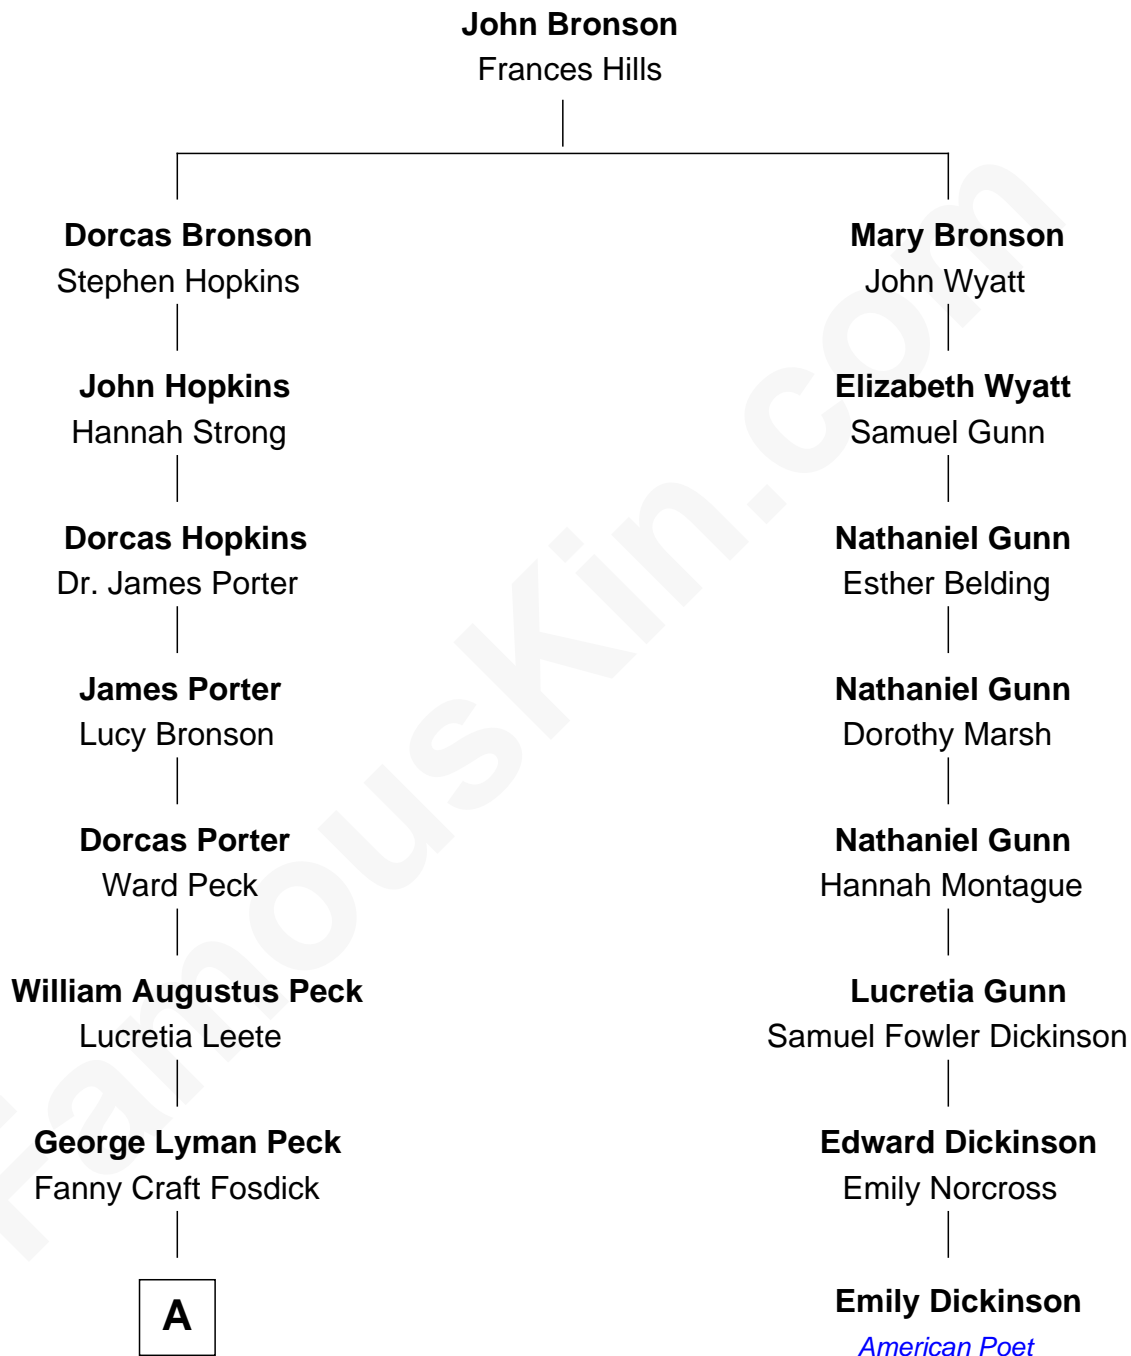 John Bronson
Frances Hills
Dorcas Bronson
Stephen Hopkins
Mary Bronson
John Wyatt
John Hopkins
Hannah Strong
Elizabeth Wyatt
Samuel Gunn
Dorcas Hopkins
Dr. James Porter
Nathaniel Gunn
Esther Belding
James Porter
Lucy Bronson
Nathaniel Gunn
Dorothy Marsh
Dorcas Porter
Ward Peck
Nathaniel Gunn
Hannah Montague
William Augustus Peck
Lucretia Leete
Lucretia Gunn
Samuel Fowler Dickinson
George Lyman Peck
Fanny Craft Fosdick
Edward Dickinson
Emily Norcross
A
Emily Dickinson
American Poet
FamousKin.com